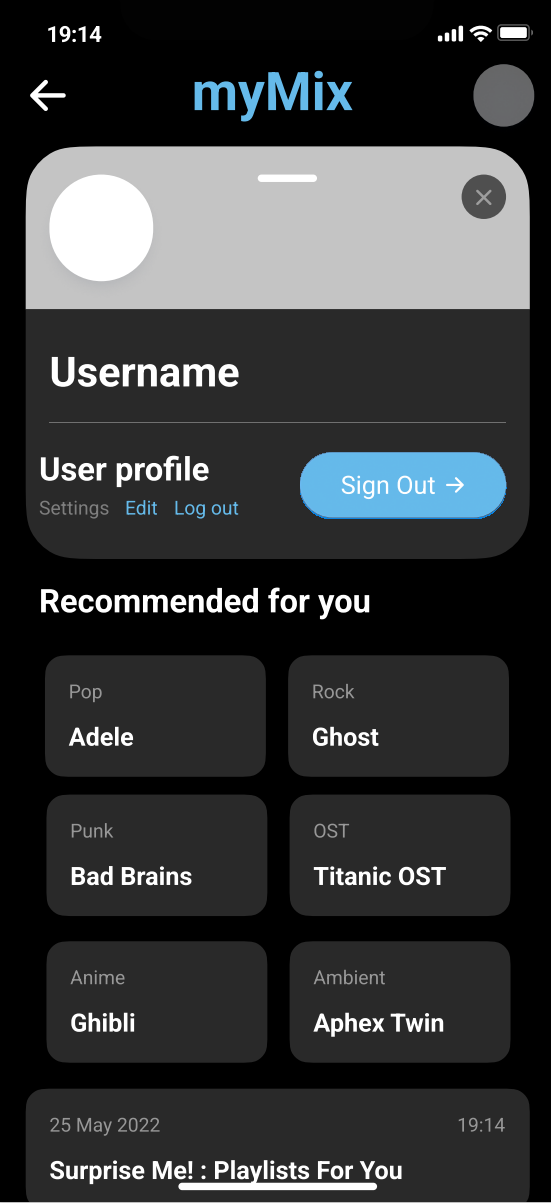 19:14
myMix
Username
User profile
Sign Out →
Settings Edit Log out
Recommended for you
Pop Rock
Adele Ghost
Punk OST
Bad Brains Titanic OST
Anime Ambient
Ghibli Aphex Twin
25 May 2022 19:14
Surprise Me! : Playlists For You